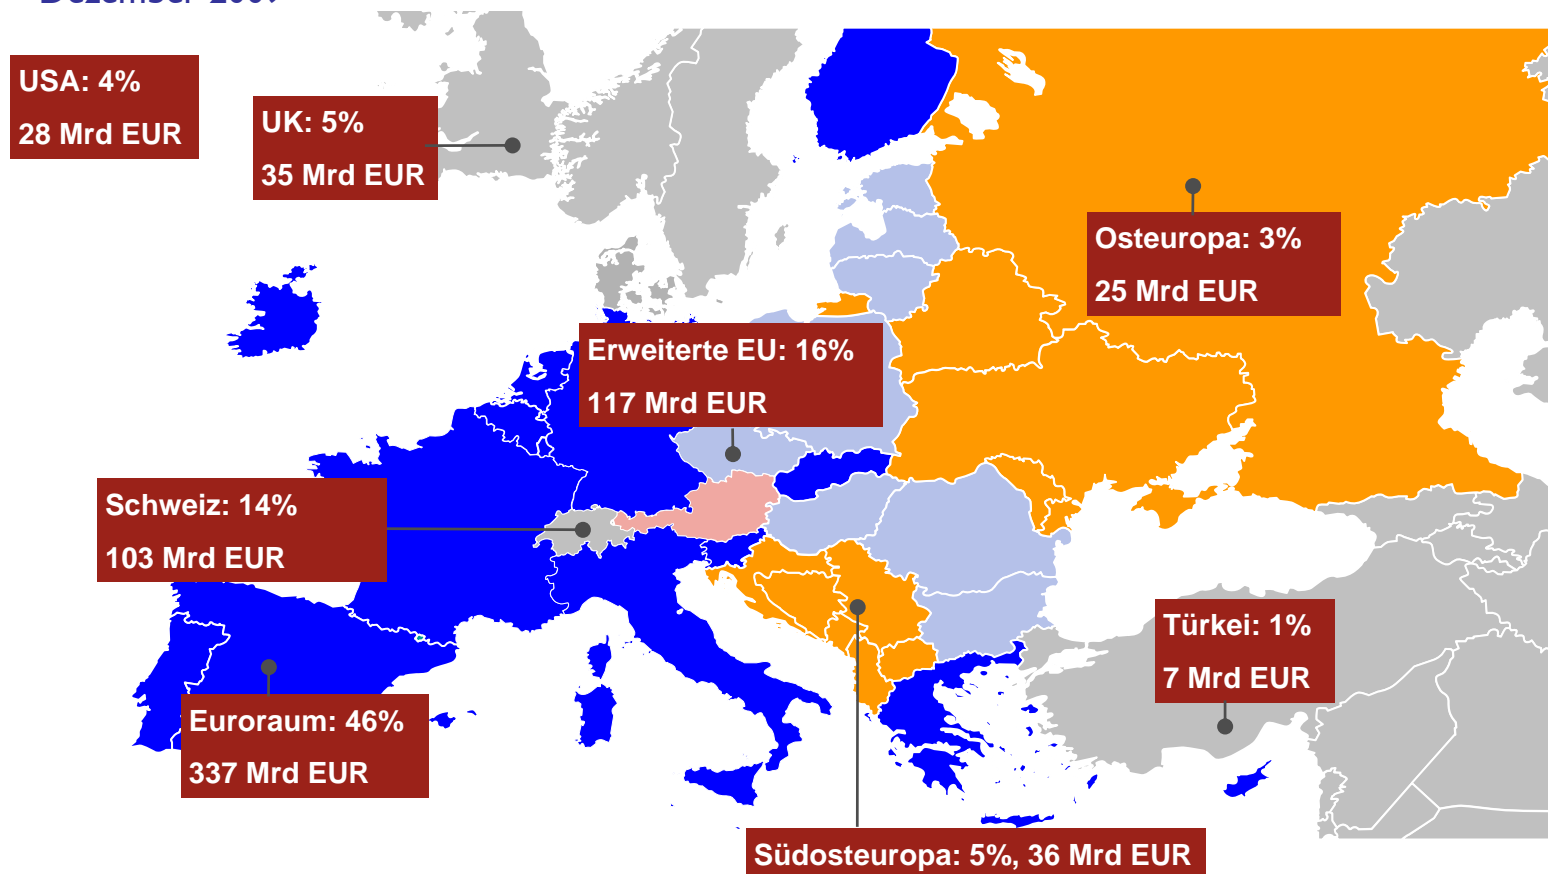 USA: 4%
28 Mrd EUR
UK: 5%
35 Mrd EUR
Osteuropa: 3%
25 Mrd EUR
Erweiterte EU: 16%
117 Mrd EUR
Schweiz: 14%
103 Mrd EUR
Türkei: 1%
7 Mrd EUR
Euroraum: 46%
337 Mrd EUR
Südosteuropa: 5%, 36 Mrd EUR